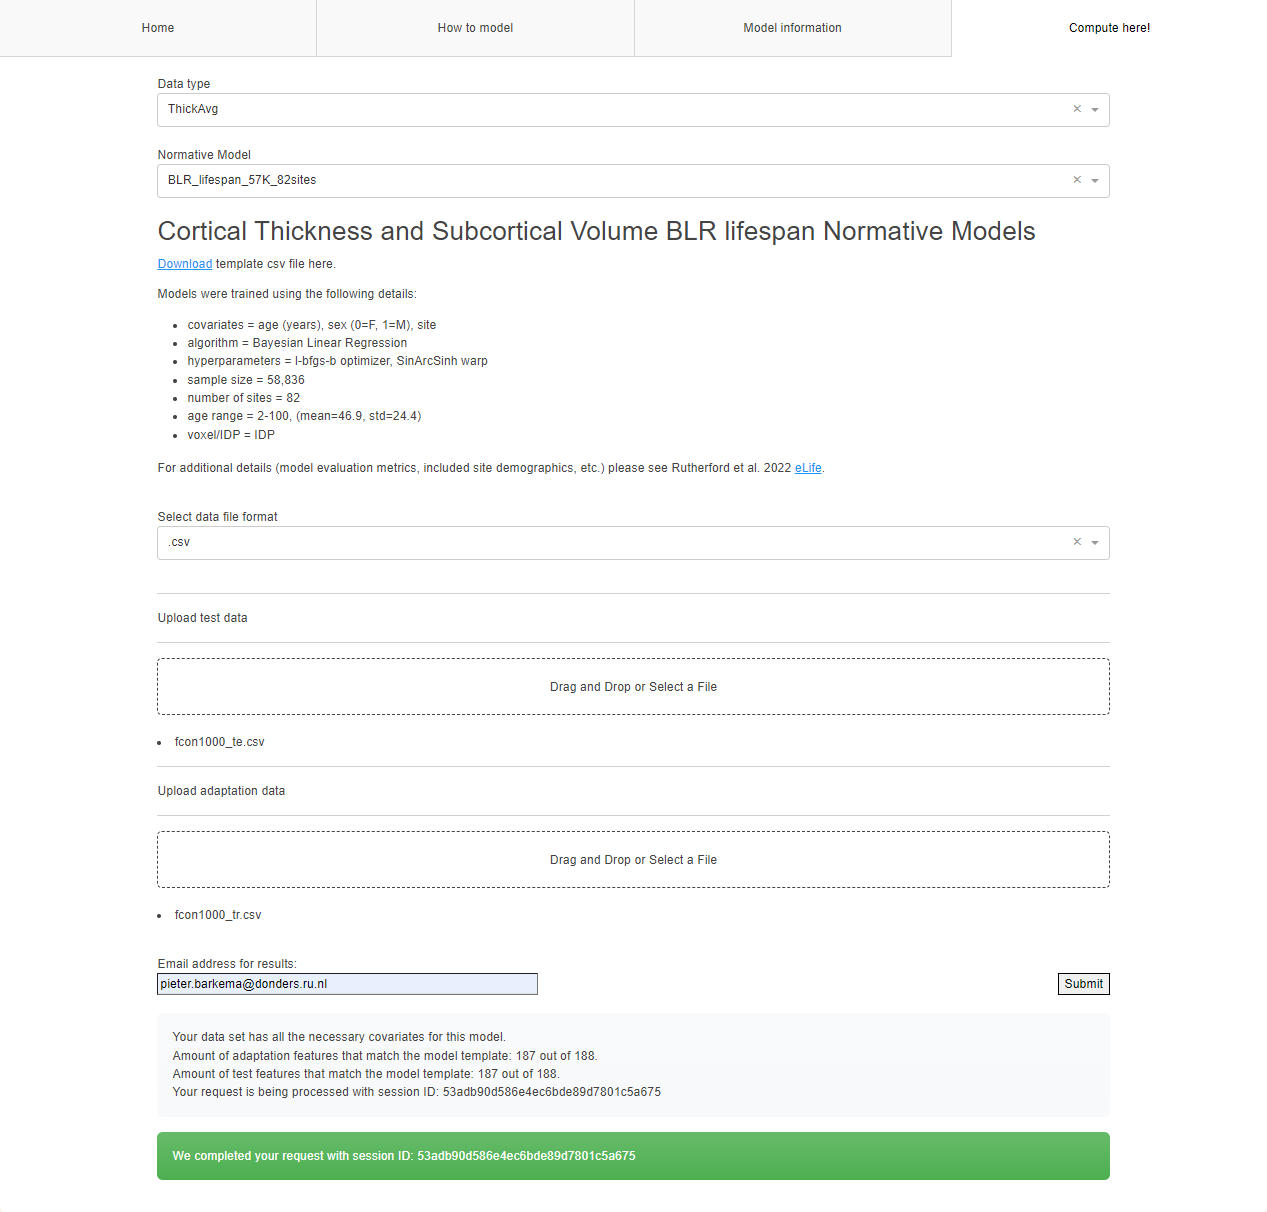 Home
How to model
Model information
Compute here!
Data type
ThickAvg
Normative Model
BLR_lifespan_57K_82sites
Cortical Thickness and Subcortical Volume BLR lifespan Normative Models
Download template csv file here.
Models were trained using the following details:
covariates = age (years), sex (0=F, 1=M), site
algorithm = Bayesian Linear Regression
hyperparameters = l-bfgs-b optimizer, SinArcSinh warp
sample size = 58,836
number of sites = 82
age range = 2-100, (mean=46.9, std=24.4)
voxel/IDP = IDP
For additional details (model evaluation metrics, included site demographics, etc.) please see Rutherford et al. 2022 eLife.
Select data file format
.csv
Upload test data
Drag and Drop or Select a File
fcon1000_te.csv
Upload adaptation data
Drag and Drop or Select a File
fcon1000_tr.csv
Email address for results:
pieter.barkema@donders.ru.nl
Submit
Your data set has all the necessary covariates for this model.
Amount of adaptation features that match the model template: 187 out of 188.
Amount of test features that match the model template: 187 out of 188.
Your request is being processed with session ID: 53adb90d586e4ec6bde89d7801c5a675
We completed your request with session ID: 53adb90d586e4ec6bde89d7801c5a675